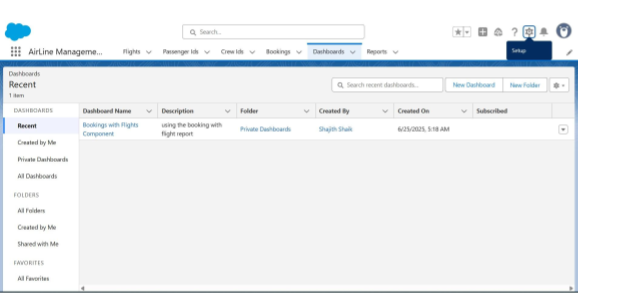 Search...
AirLine Manageme...
Flights
Passenger Ids
Crew Ids
Bookings
Dashboards
Reports
Setup
Dashboards
Recent
1 item
Search recent dashboards...
New Dashboard
New Folder
DASHBOARDS
Dashboard Name
Description
Folder
Created By
Created On
Subscribed
Recent
Bookings with Flights
Component
using the booking with
flight report
Private Dashboards
Shajith Shaik
6/25/2025, 5:18 AM
Created by Me
Private Dashboards
All Dashboards
FOLDERS
All Folders
Created by Me
Shared with Me
FAVORITES
All Favorites